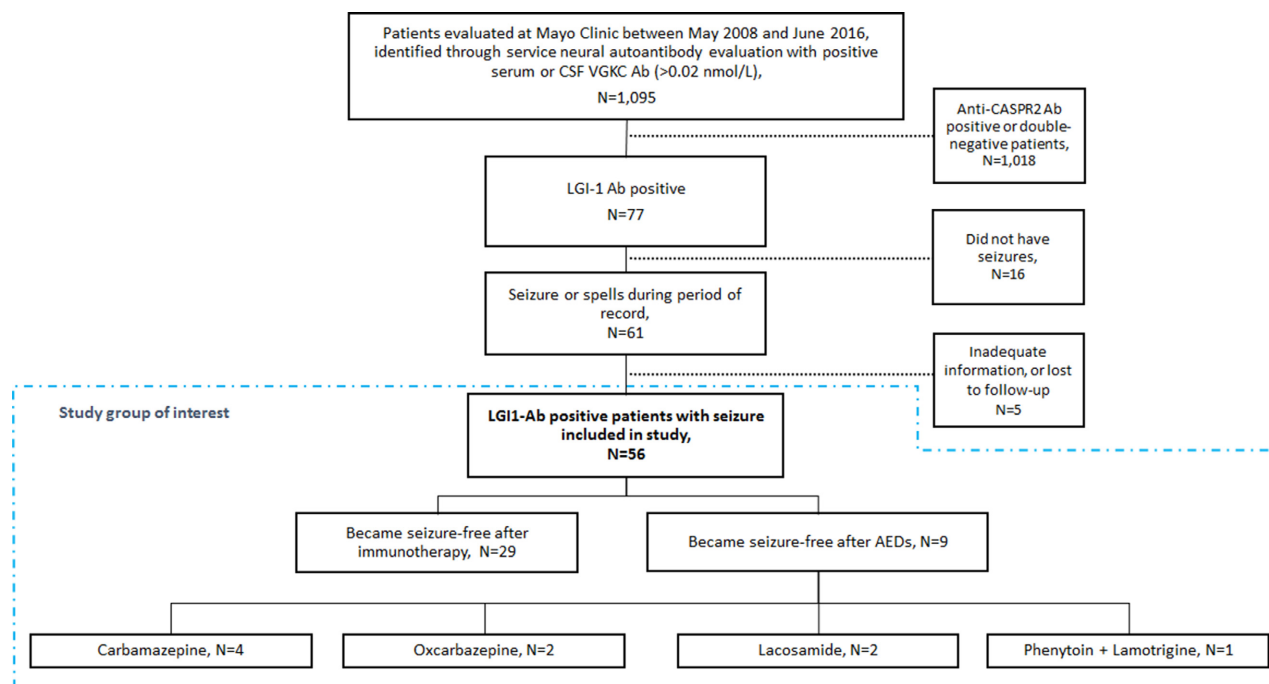 Patients evaluated at Mayo Clinic between May 2008 and June 2016,
identified through service neural autoantibody evaluation with positive
serum or CSF VGKC Ab (>0.02 nmol/L),
N=1,095
Anti-CASPR2 Ab
positive or double-
negative patients,
N=1,018
LGI-1 Ab positive
N=77
Did not have
seizures,
N=16
Seizure or spells during period of
record,
N=61
Inadequate
information, or lost
to follow-up
N=5
Study group of interest
LGI1-Ab positive patients with seizure
included in study,
N=56
Became seizure-free after
immunotherapy, N=29
Became seizure-free after AEDs, N=9
Carbamazepine, N=4
Oxcarbazepine, N=2
Lacosamide, N=2
Phenytoin + Lamotrigine, N=1